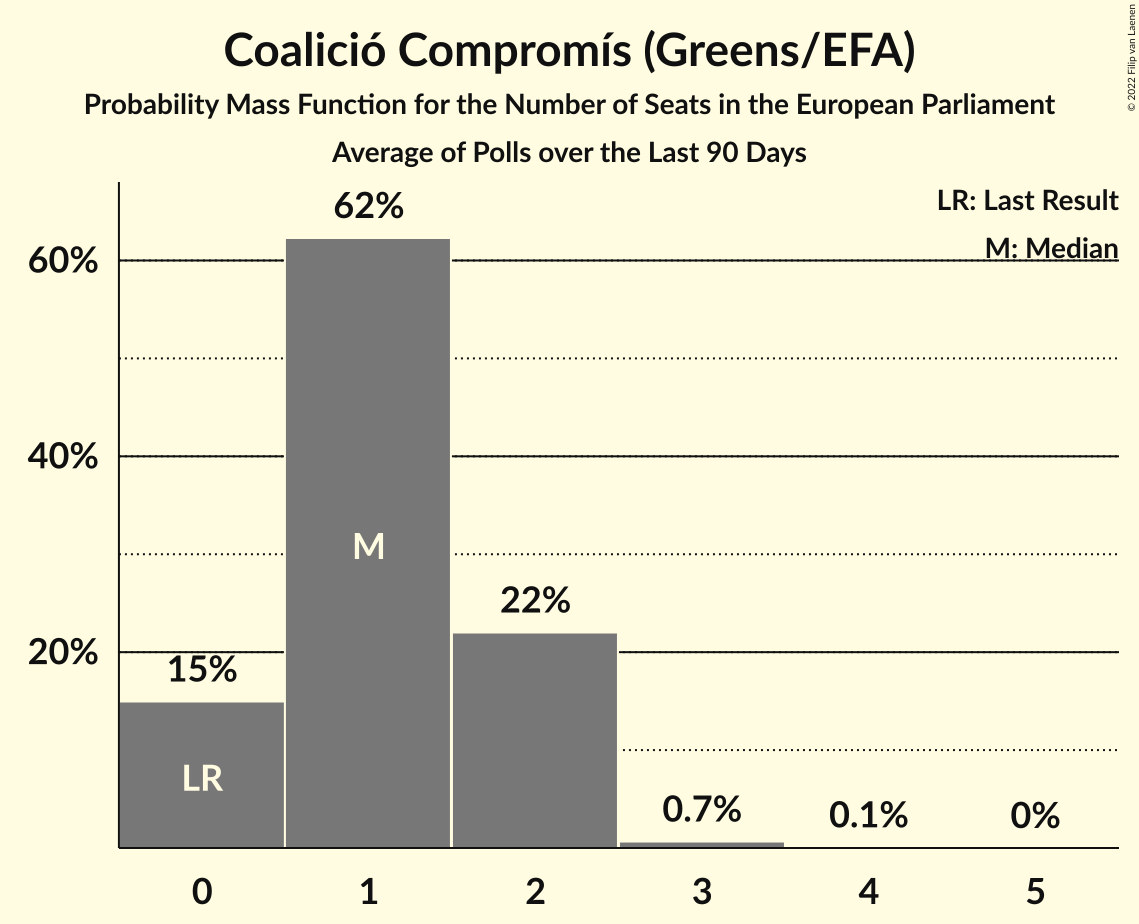 Coalició Compromís (Greens/EFA)
Probability Mass Function for the Number of Seats in the European Parliament
Average of Polls over the Last 90 Days
© 2022 Filip van Laenen
LR: Last Result
M: Median
62%
60%
40%
M
22%
20%
15%
LR
0.7%
0.1%
0%
0 1 2 3 4 5